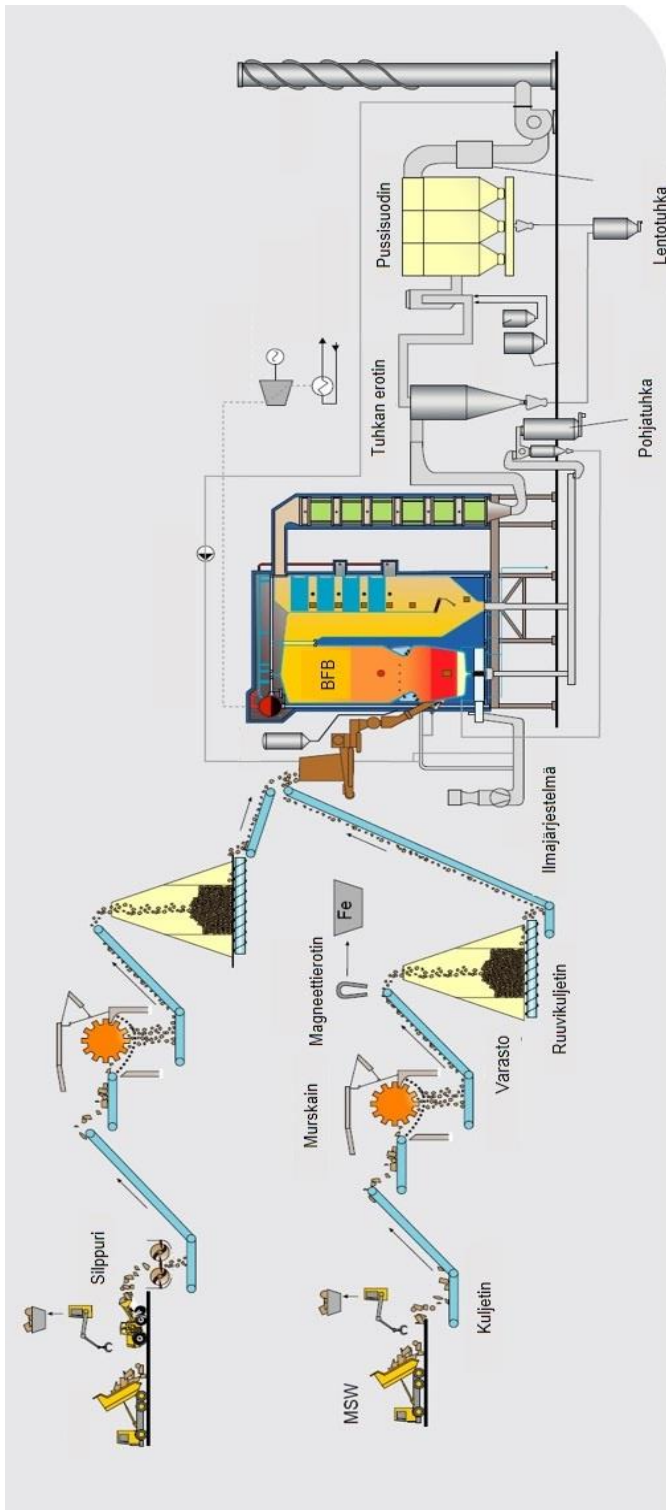 Silppuri
MSW
Kuljetin
Murskain
Magneettierotin
Fe
Varasto
Ruuvikuljetin
Ilmajärjestelmä
BFB
Tuhkan erotin
Pussisuodin
Pohjatuhka
Lentotuhka